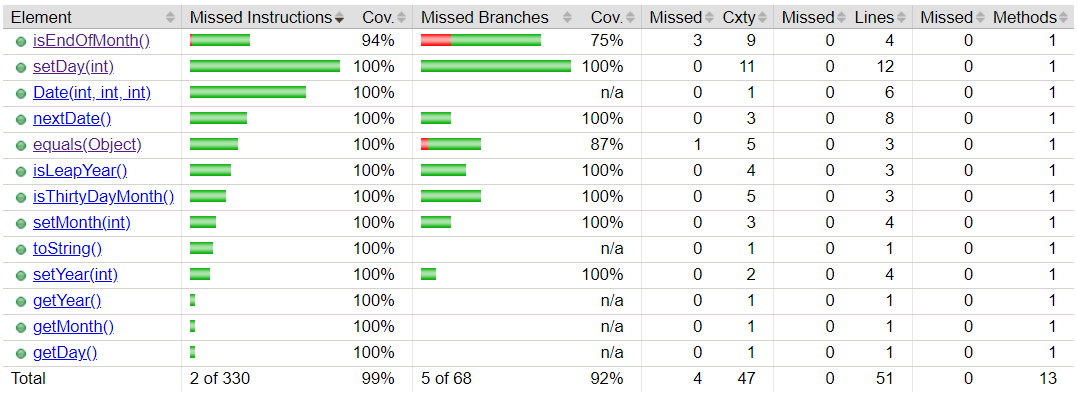 Element Missed Instructions Cov. Missed Branches Cov. Missed Cxty Missed Lines Missed Methods
isEndOfMonth() 94% 75% 3 9 0 4 0 1
setDay(int) 100% 100% 0 11 0 12 0 1
Date(int, int, int) 100% n/a 0 1 0 6 0 1
nextDate() 100% 100% 0 3 0 8 0 1
equals(Object) 100% 87% 1 5 0 3 0 1
isLeapYear() 100% 100% 0 4 0 3 0 1
isThirtyDayMonth() 100% 100% 0 5 0 3 0 1
setMonth(int) 100% 100% 0 3 0 4 0 1
toString() 100% n/a 0 1 0 1 0 1
setYear(int) 100% 100% 0 2 0 4 0 1
getYear() 100% n/a 0 1 0 1 0 1
getMonth() 100% n/a 0 1 0 1 0 1
getDay() 100% n/a 0 1 0 1 0 1
Total 2 of 330 99% 5 of 68 92% 4 47 0 51 0 13